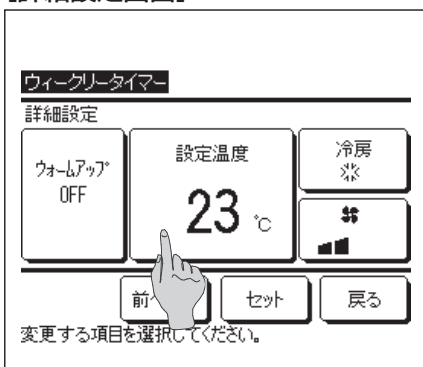 ウィークリータイマー
詳細設定
ウォームアップ
OFF
設定温度
23 ℃
冷房
前へ
セット
戻る
変更する項目を選択してください。